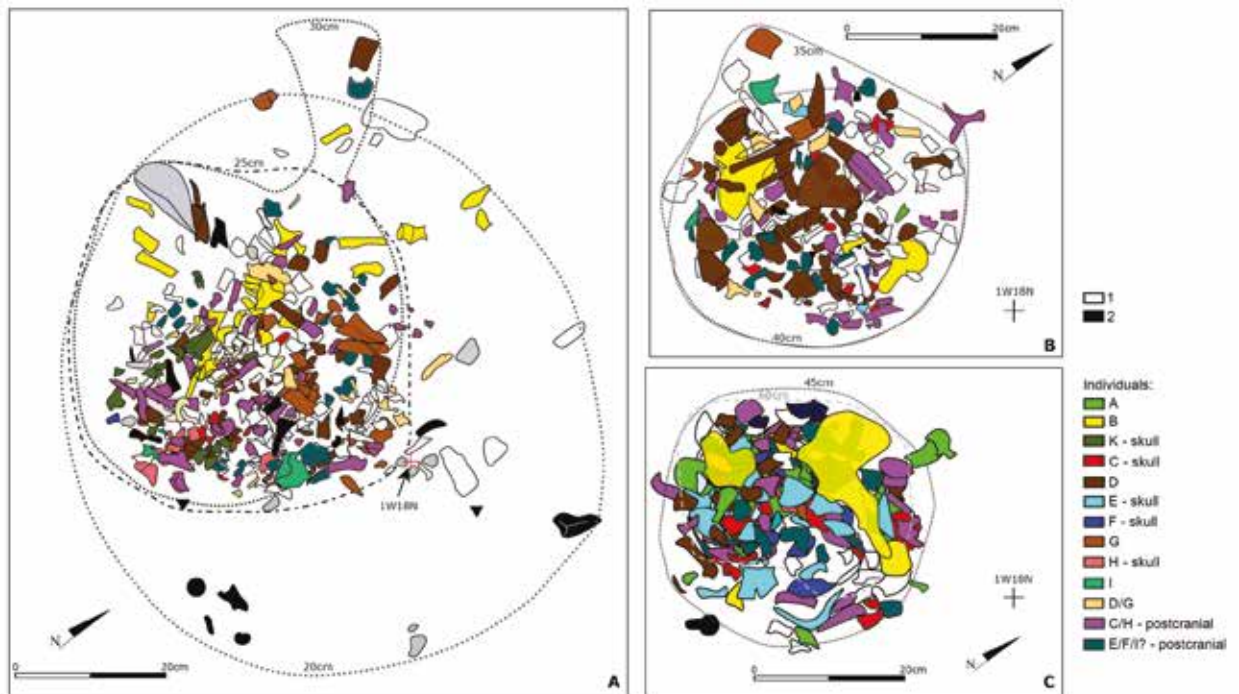 30cm
25cm
1W18N
N
0 20cm
20cm
A
0 20cm
35cm
N
1W18N
40cm
B
45cm
1W18N
N
0 20cm
C
1
2
Individuals:
A
B
K - skull
C - skull
D
E - skull
F - skull
G
H - skull
I
D/G
C/H - postcranial
E/F/I? - postcranial